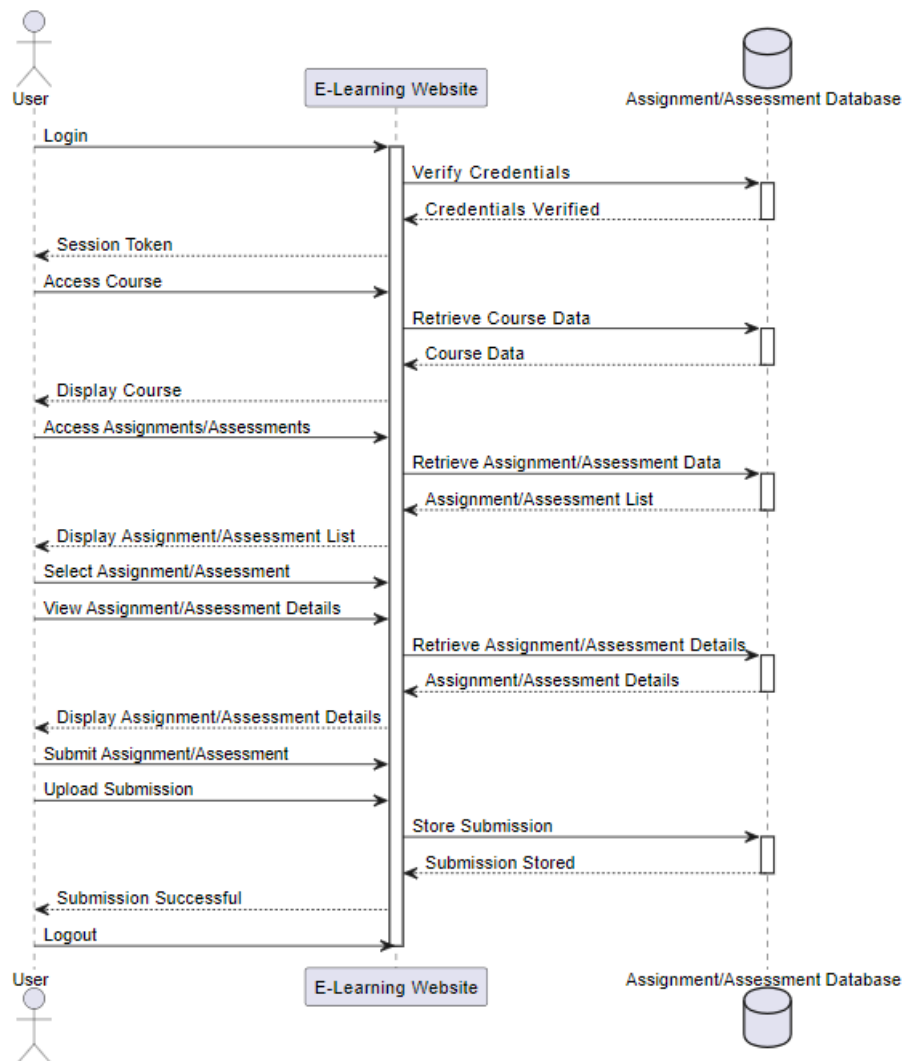 User
E-Learning Website
Assignment/Assessment Database
Login
Verify Credentials
Credentials Verified
Session Token
Access Course
Retrieve Course Data
Course Data
Display Course
Access Assignments/Assessments
Retrieve Assignment/Assessment Data
Assignment/Assessment List
Display Assignment/Assessment List
Select Assignment/Assessment
View Assignment/Assessment Details
Retrieve Assignment/Assessment Details
Assignment/Assessment Details
Display Assignment/Assessment Details
Submit Assignment/Assessment
Upload Submission
Store Submission
Submission Stored
Submission Successful
Logout
User
E-Learning Website
Assignment/Assessment Database